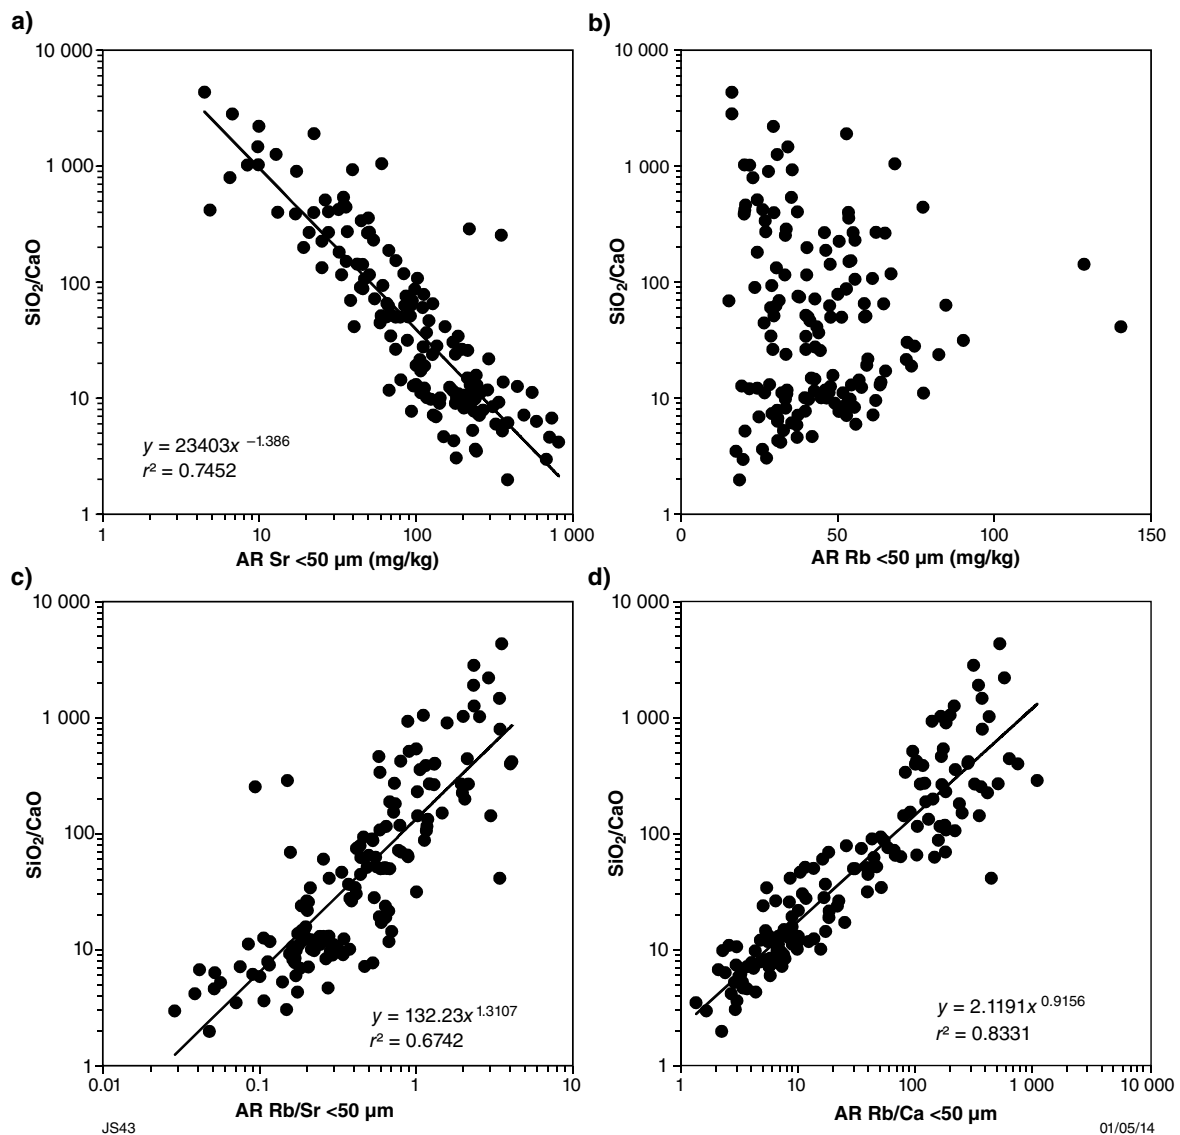 a)
10 000
1 000
100
10
1
SiO₂/CaO
y = 23403x ⁻¹·³⁸⁶
r² = 0.7452
1 10 100 1 000
AR Sr <50 µm (mg/kg)
b)
10 000
1 000
100
10
1
SiO₂/CaO
0 50 100 150
AR Rb <50 µm (mg/kg)
c)
10 000
1 000
100
10
1
SiO₂/CaO
y = 132.23x¹·³¹⁰⁷
r² = 0.6742
0.01 0.1 1 10
AR Rb/Sr <50 µm
d)
10 000
1 000
100
10
1
SiO₂/CaO
y = 2.1191x⁰·⁹¹⁵⁶
r² = 0.8331
1 10 100 1 000 10 000
AR Rb/Ca <50 µm
JS43
01/05/14